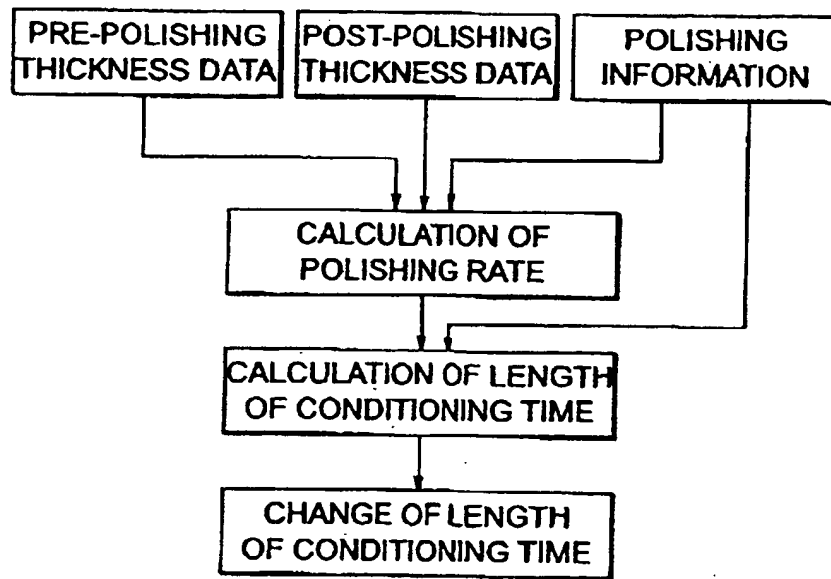 PRE-POLISHING
THICKNESS DATA
POST-POLISHING
THICKNESS DATA
POLISHING
INFORMATION
CALCULATION OF
POLISHING RATE
CALCULATION OF LENGTH
OF CONDITIONING TIME
CHANGE OF LENGTH
OF CONDITIONING TIME